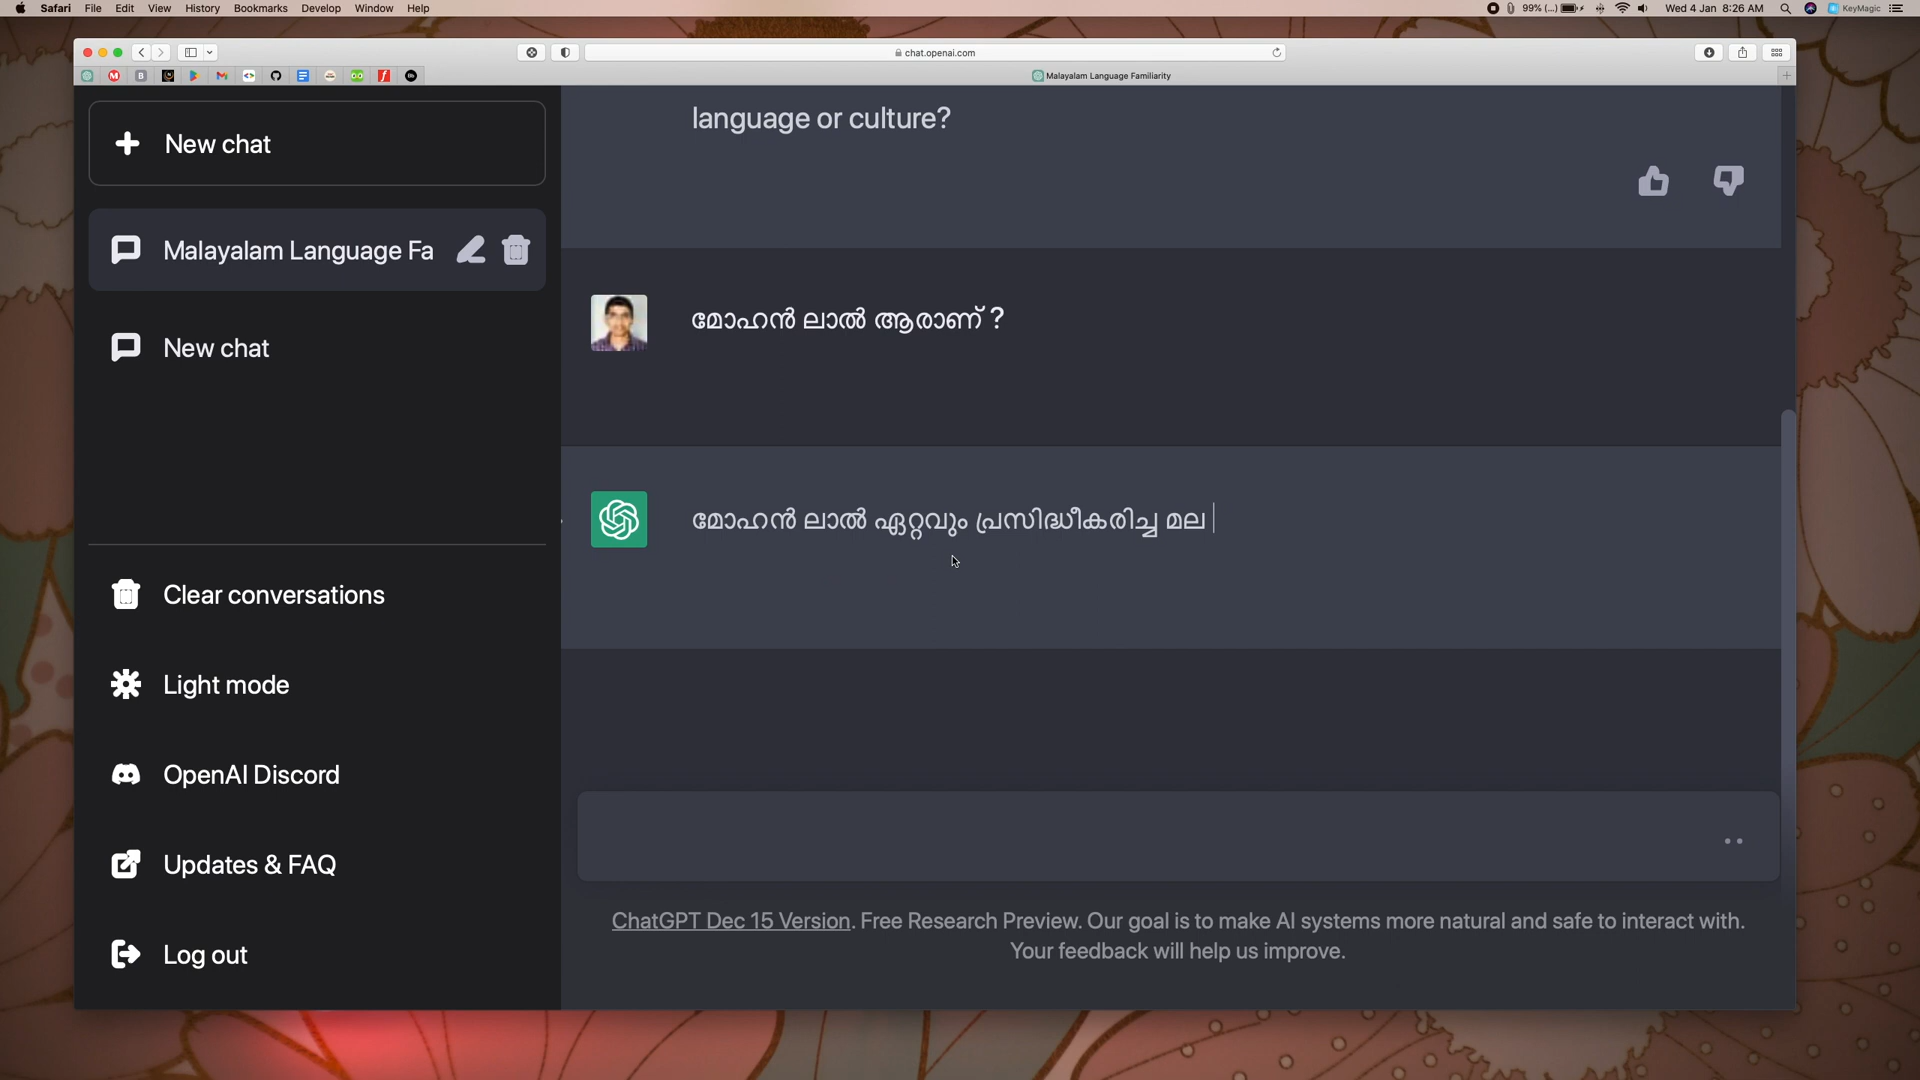 Safari File Edit View History Bookmarks Develop Window Help
99% (...) Wed 4 Jan 8:26 AM KeyMagic
chat.openai.com
Malayalam Language Familiarity
New chat
Malayalam Language Fa
New chat
Clear conversations
Light mode
OpenAI Discord
Updates & FAQ
Log out
language or culture?
മോഹൻ ലാൽ ആരാണ് ?
മോഹൻ ലാൽ ഏറ്റവും പ്രസിദ്ധീകരിച്ച മല
ChatGPT Dec 15 Version. Free Research Preview. Our goal is to make AI systems more natural and safe to interact with.
Your feedback will help us improve.